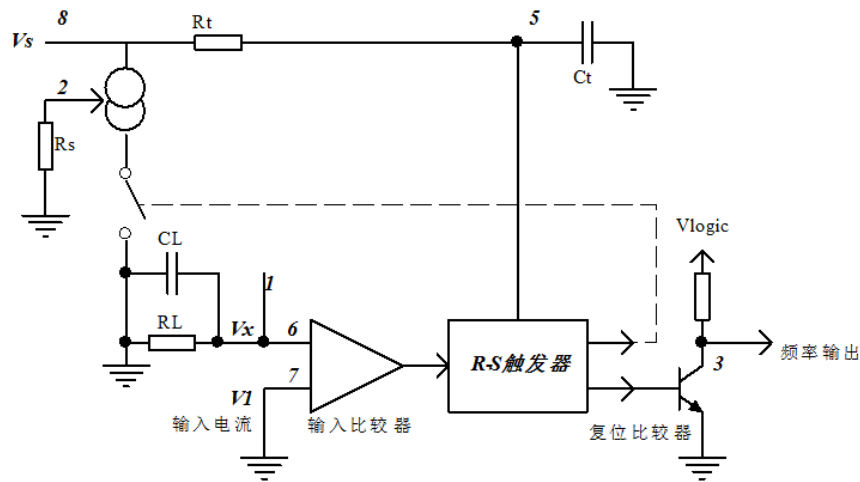 8
Rt
5
Vs
Ct
2
Rs
Vlogic
CL
1
RL
Vx
6
R-S触发器
频率输出
3
7
V1
输入电流
输入比较器
复位比较器